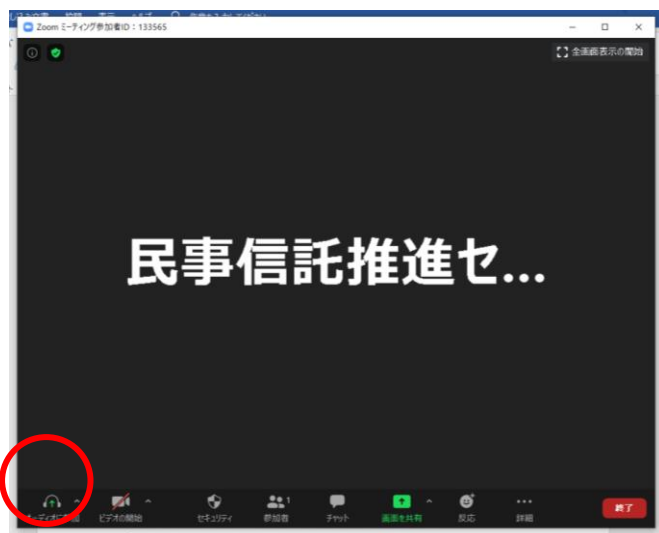 Zoom ミーティング参加者ID：133565
全画面表示の開始
民事信託推進セ...
ビデオの開始
セキュリティ
参加者
1
チャット
画面を共有
反応
詳細
終了